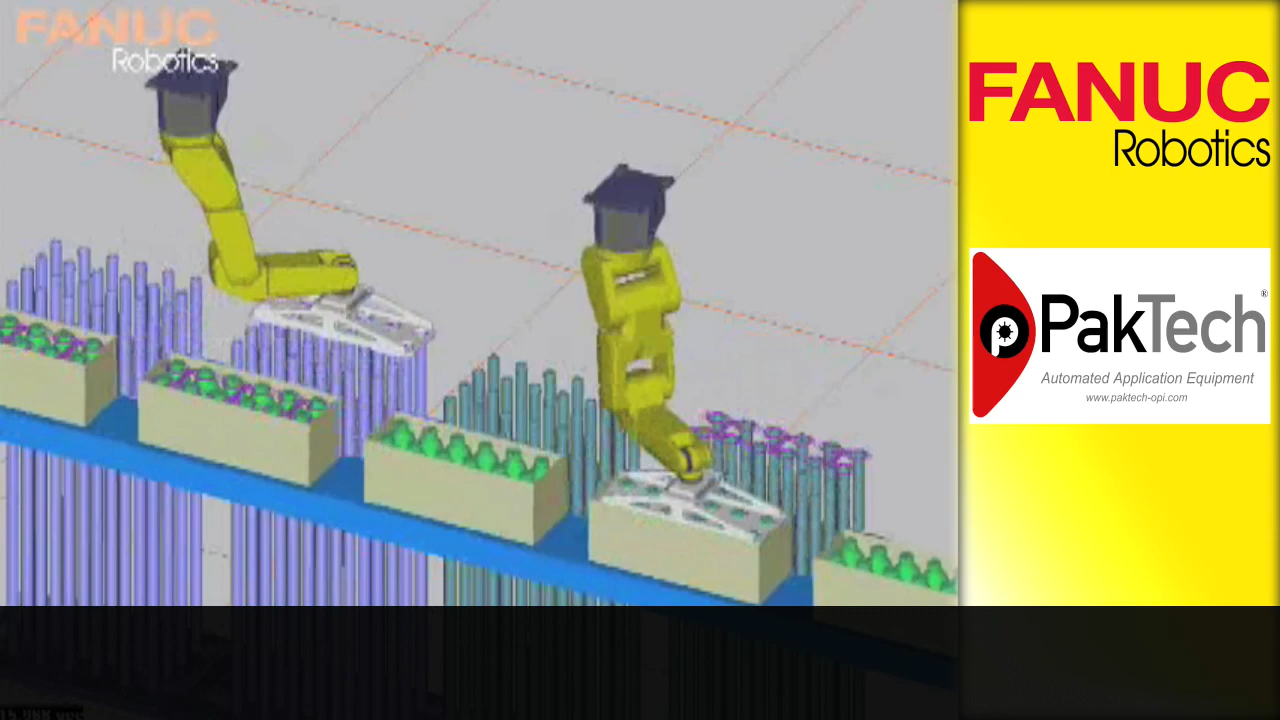 FANUC
Robotics
FANUC
Robotics
PakTech®
Automated Application Equipment
www.paktech-opi.com